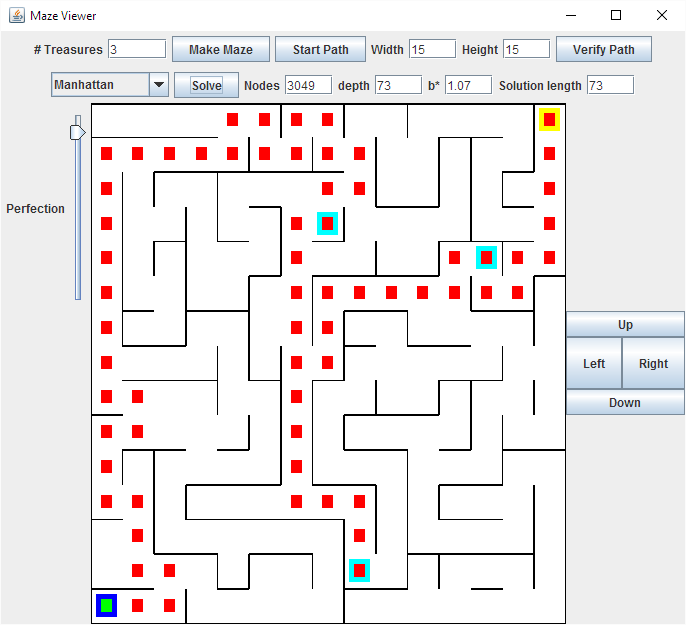 Maze Viewer
# Treasures 3 Make Maze Start Path Width 15 Height 15 Verify Path
Manhattan Solve Nodes 3049 depth 73 b* 1.07 Solution length 73
Perfection
Up
Left Right
Down